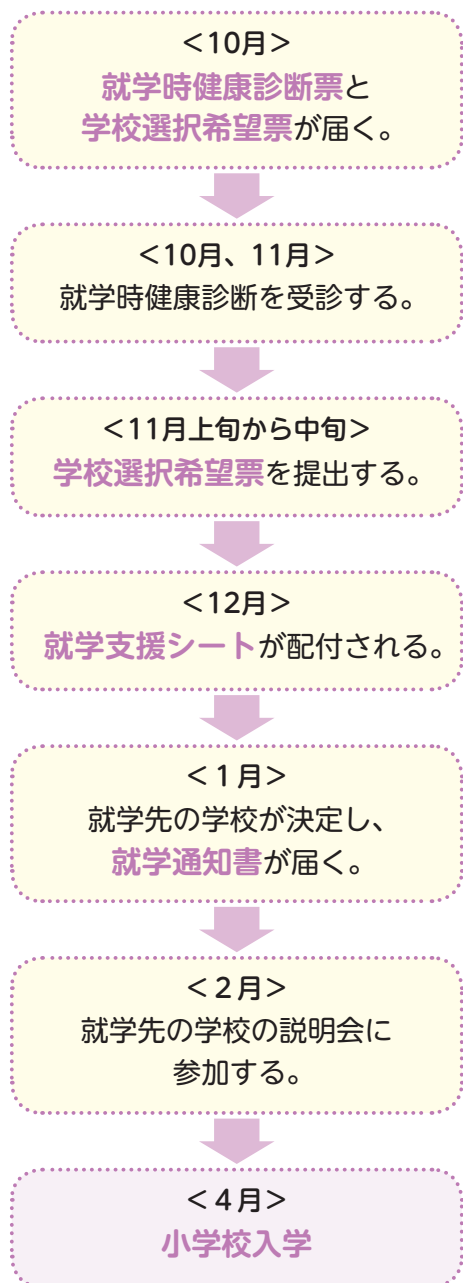 ＜10月＞
就学時健康診断票と
学校選択希望票が届く。
＜10月、11月＞
就学時健康診断を受診する。
＜11月上旬から中旬＞
学校選択希望票を提出する。
＜12月＞
就学支援シートが配付される。
＜1月＞
就学先の学校が決定し、
就学通知書が届く。
＜2月＞
就学先の学校の説明会に
参加する。
＜4月＞
小学校入学